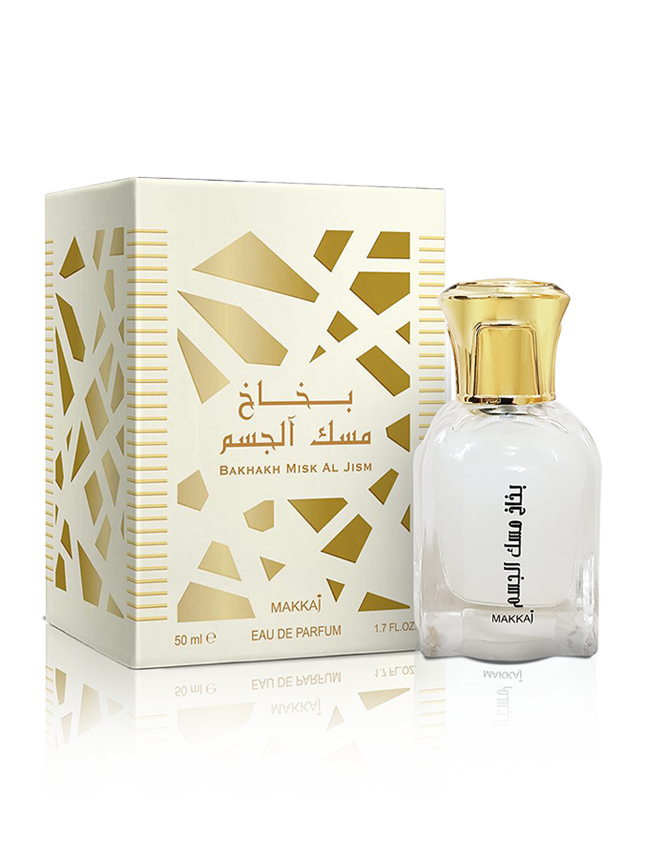 بخاخ
مسك آلجسم
BAKHAKH MISK AL JISM
MAKKAJ
50 ml e
EAU DE PARFUM
1.7 FL.OZ.
بخاخ مسك الجسم
MAKKAJ